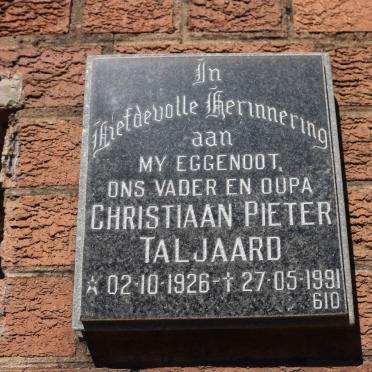 In
Liefdevolle Herinnering
aan
MY EGGENOOT,
ONS VADER EN OUPA
CHRISTIAAN PIETER
TALJAARD
☆ 02-10-1926 - ✝ 27-05-1991
610